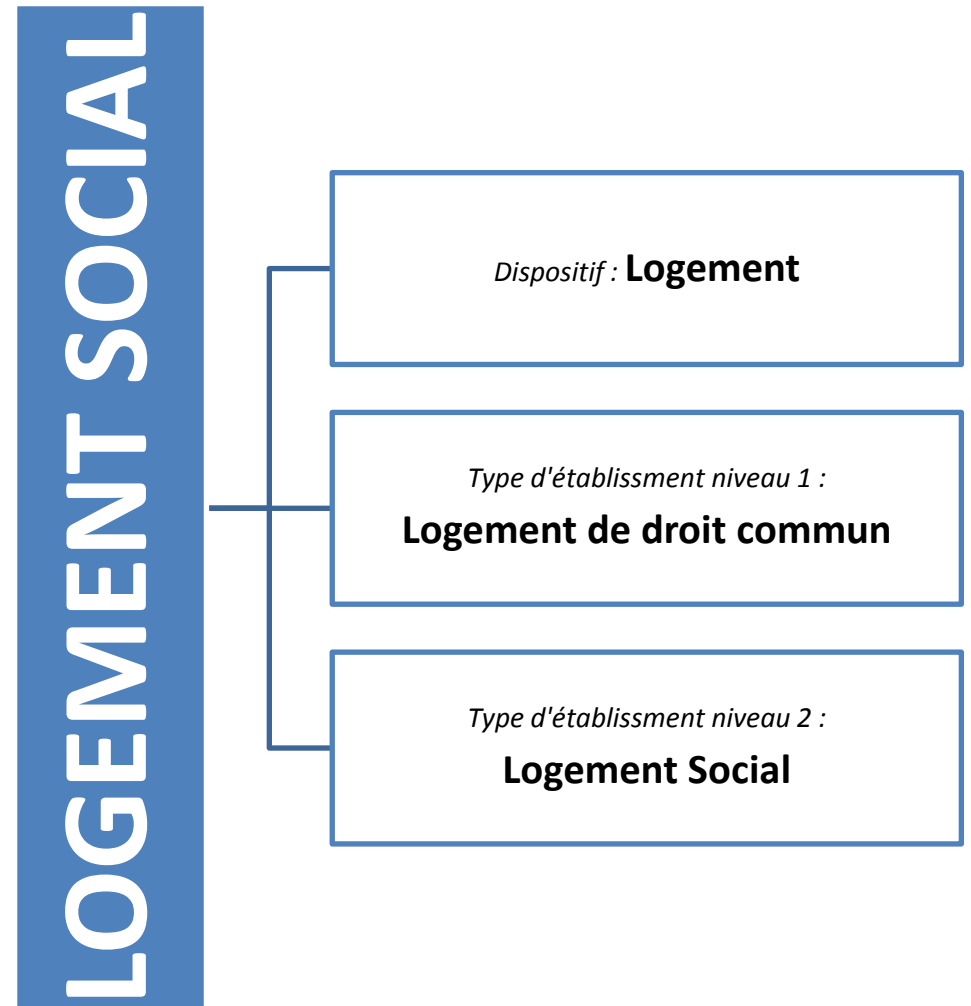 LOGEMENT SOCIAL
Dispositif : Logement
Type d'établissment niveau 1 :
Logement de droit commun
Type d'établissment niveau 2 :
Logement Social